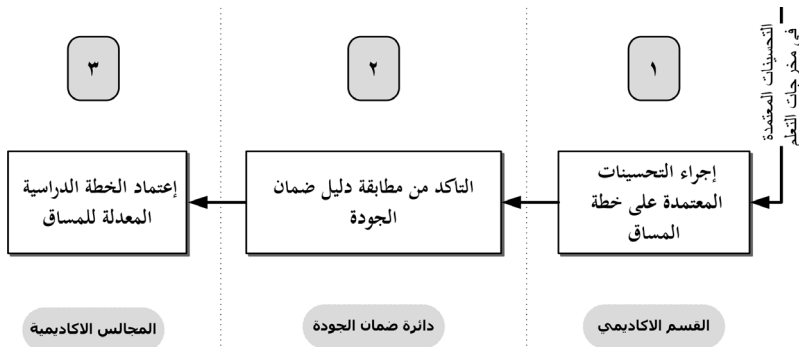 التحسينات المعتمدة
في مخرجات التعلم
١
٢
٣
إجراء التحسينات
المعتمدة على خطة
المساق
التاكد من مطابقة دليل ضمان
الجودة
إعتماد الخطة الدراسية
المعدلة للمساق
القسم الاكاديمي
دائرة ضمان الجودة
المجالس الاكاديمية